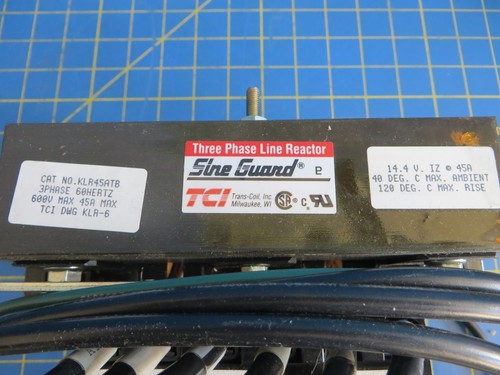 CAT NO.KLR45ATB
3PHASE 60HERTZ
600V MAX 45A MAX
TCI DWG KLR-6
Three Phase Line Reactor
Sine Guard®
TCI Trans-Coil, Inc.
Milwaukee, WI
14.4 V. IZ @ 45A
40 DEG. C MAX. AMBIENT
120 DEG. C MAX. RISE